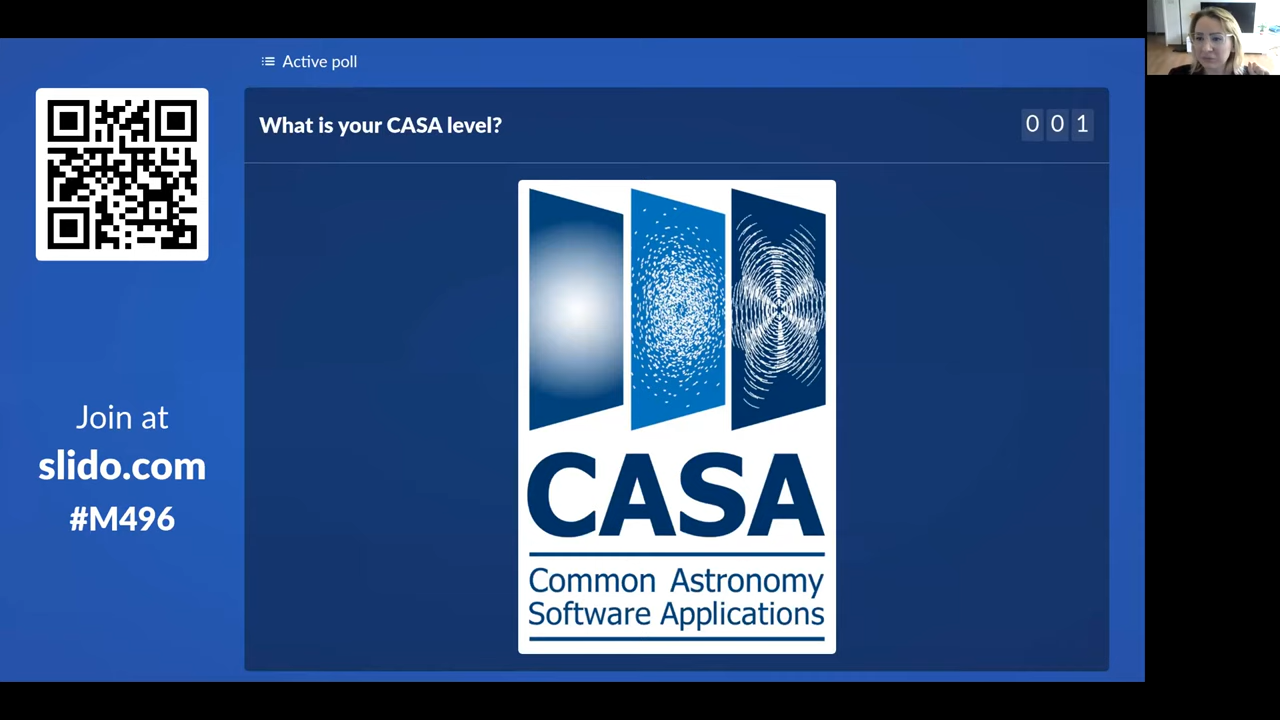 Active poll
What is your CASA level?
0 0 1
Join at
slido.com
#M496
CASA
Common Astronomy
Software Applications